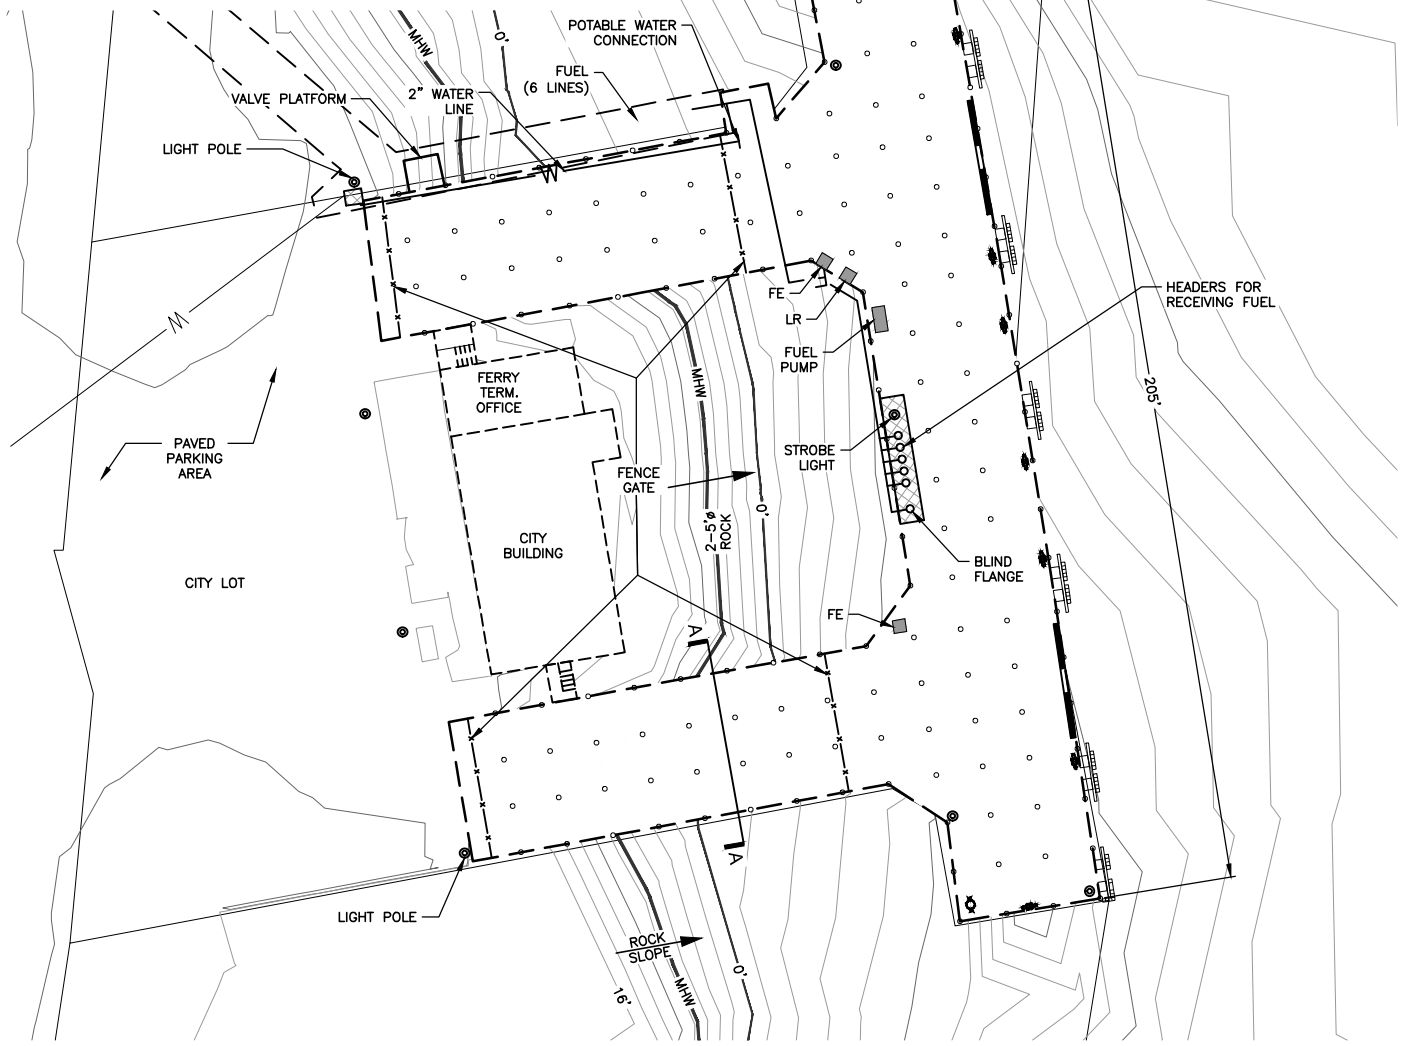 POTABLE WATER
CONNECTION
MHW
0'
FUEL
(6 LINES)
2" WATER
LINE
VALVE PLATFORM
LIGHT POLE
W
FE
LR
HEADERS FOR
RECEIVING FUEL
FUEL
PUMP
W
205'
FERRY
TERM.
OFFICE
MHW
PAVED
PARKING
AREA
STROBE
LIGHT
FENCE
GATE
0'
2-5'ø
ROCK
CITY
BUILDING
BLIND
FLANGE
CITY LOT
FE
A
A
LIGHT POLE
ROCK
SLOPE
0'
16'
MHW